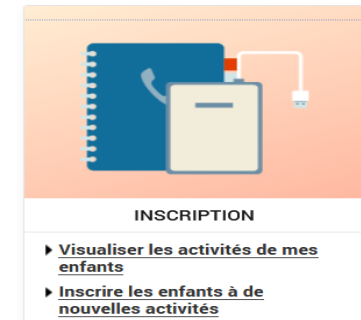 INSCRIPTION
Visualiser les activités de mes
enfants
Inscrire les enfants à de
nouvelles activités